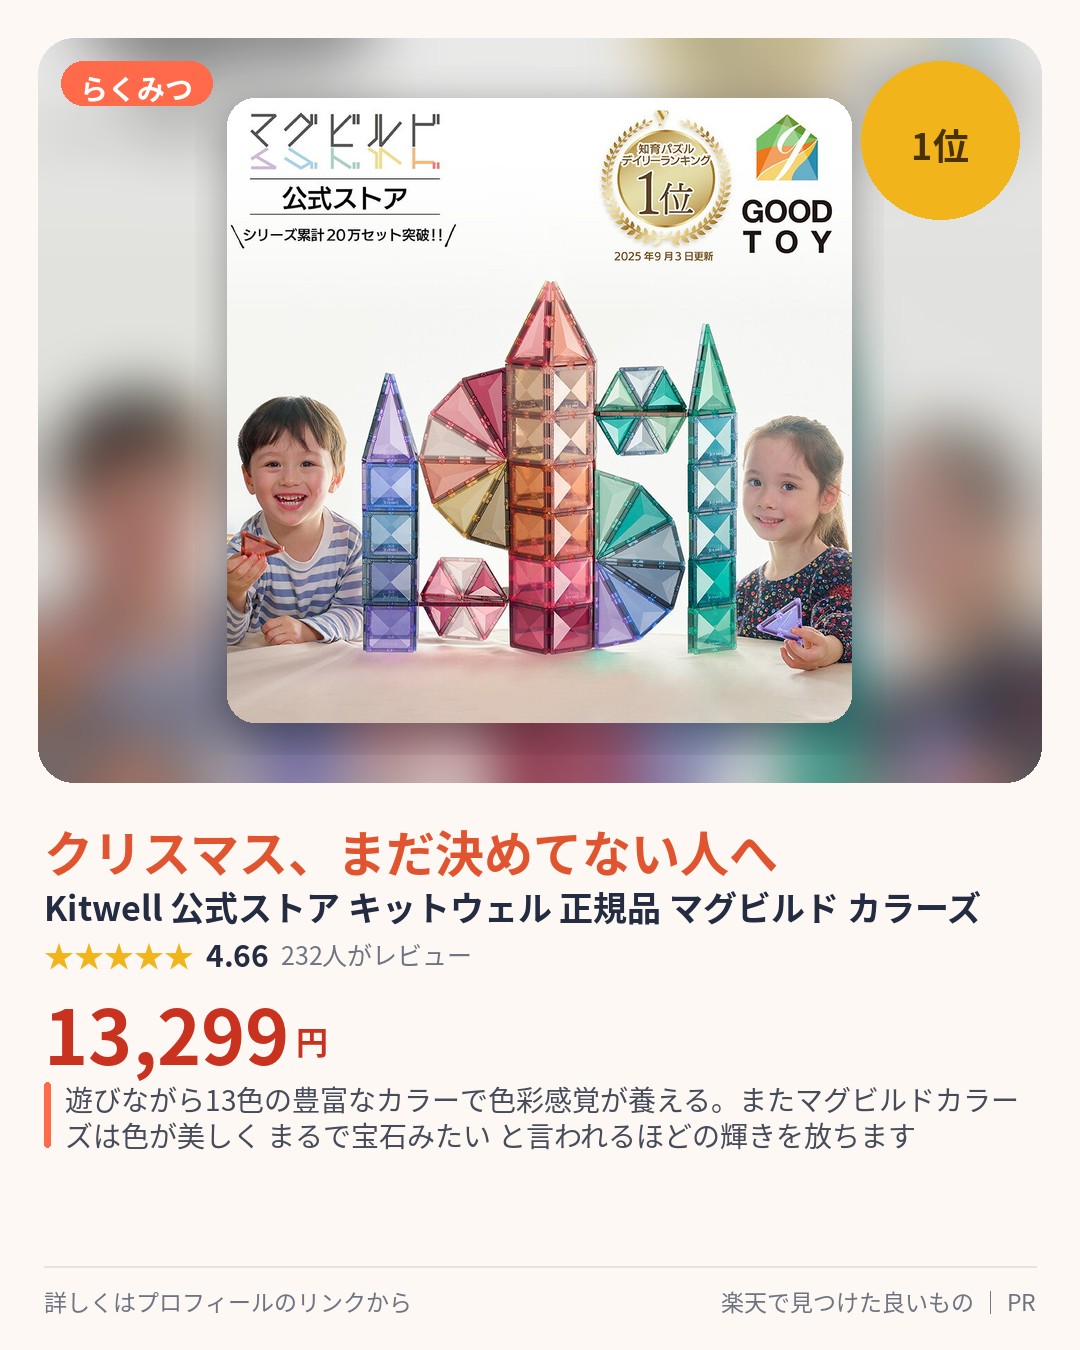 らくみつ
マグビルド
公式ストア
シリーズ累計20万セット突破!!
知育パズル
デイリーランキング
1位
2025年9月3日更新
GOOD
TOY
1位
クリスマス、まだ決めてない人へ
Kitwell 公式ストア キットウェル 正規品 マグビルド カラーズ
★★★★★ 4.66 232人がレビュー
13,299円
遊びながら13色の豊富なカラーで色彩感覚が養える。またマグビルドカラー
ズは色が美しく まるで宝石みたい と言われるほどの輝きを放ちます
詳しくはプロフィールのリンクから
楽天で見つけた良いもの｜PR